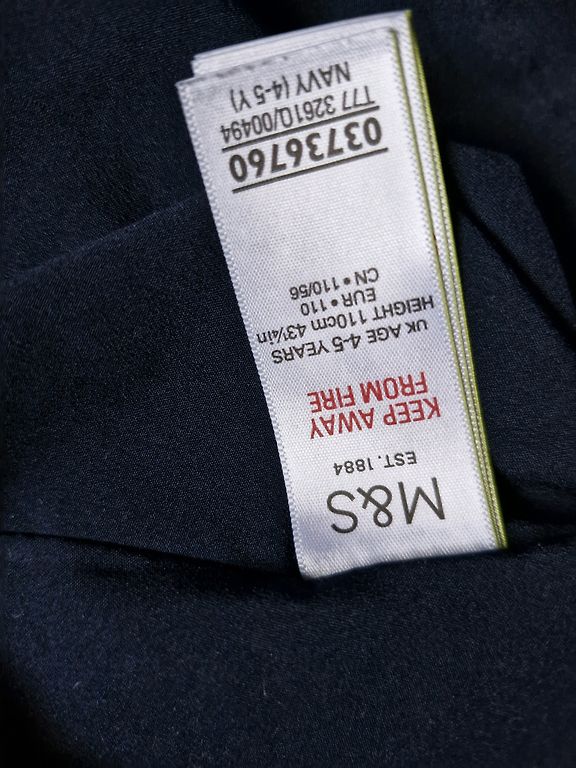 M&S
EST. 1884
KEEP AWAY
FROM FIRE
UK AGE 4-5 YEARS
HEIGHT 110cm 43¼in
EUR • 110
CN • 110/56
03736760
T77 3261Q/00494
NAVY (4-5 Y)